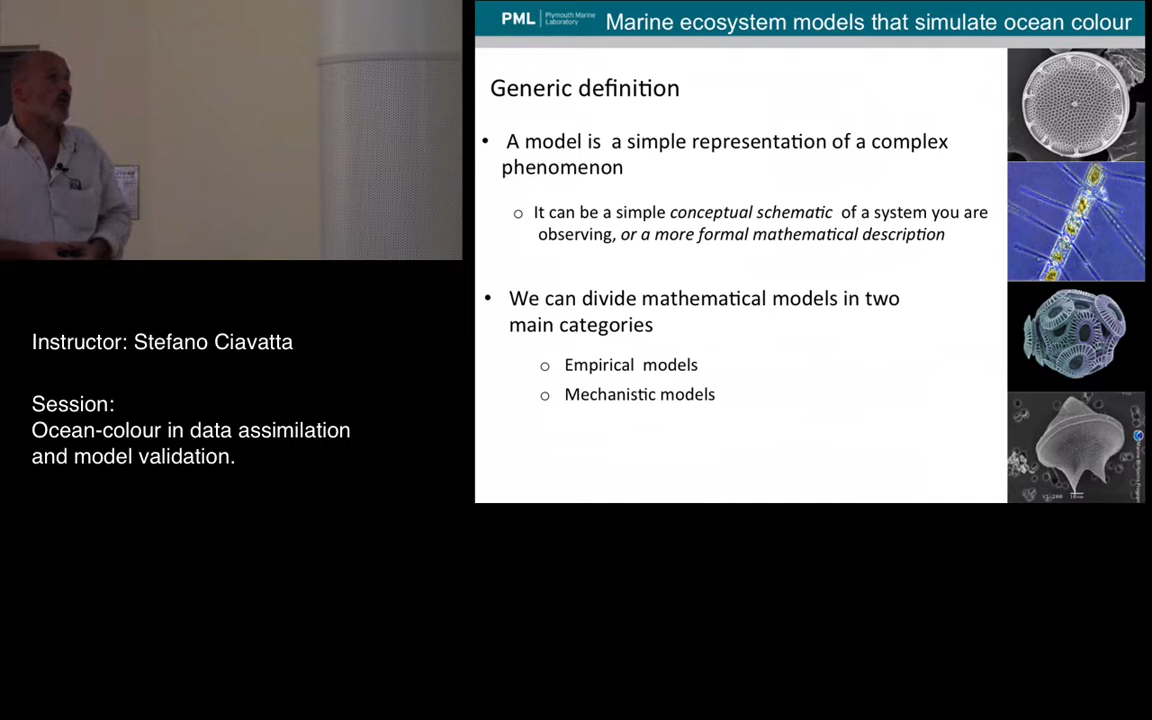 PML | Plymouth Marine
Laboratory
Marine ecosystem models that simulate ocean colour
Generic definition
• A model is a simple representation of a complex
phenomenon
o It can be a simple conceptual schematic of a system you are
observing, or a more formal mathematical description
• We can divide mathematical models in two
main categories
o Empirical models
o Mechanistic models
Instructor: Stefano Ciavatta
Session:
Ocean-colour in data assimilation
and model validation.